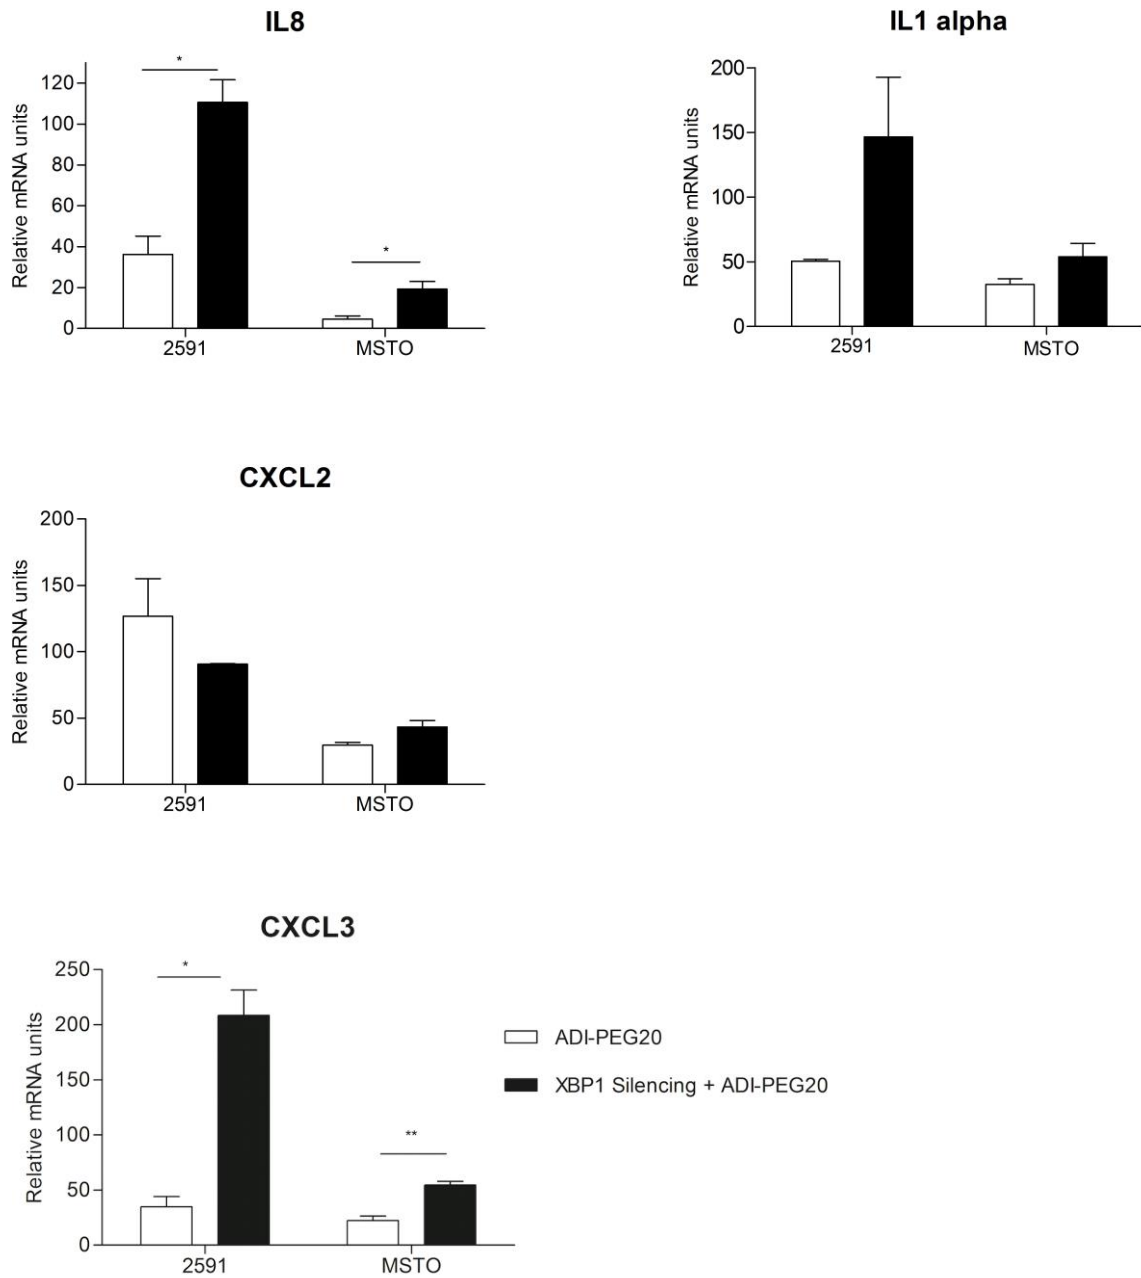 IL8
*
*
Relative mRNA units
120
100
80
60
40
20
0
2591
MSTO
IL1 alpha
Relative mRNA units
200
150
100
50
0
2591
MSTO
CXCL2
Relative mRNA units
200
150
100
50
0
2591
MSTO
CXCL3
*
**
Relative mRNA units
250
200
150
100
50
0
2591
MSTO
ADI-PEG20
XBP1 Silencing + ADI-PEG20